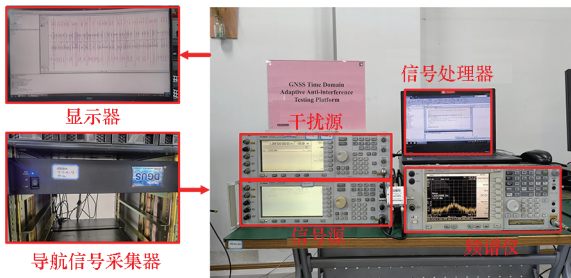 显示器
导航信号采集器
GNSS Time Domain
Adaptive Anti-interference
Testing Platform
干扰源
信号源
信号处理器
频谱仪